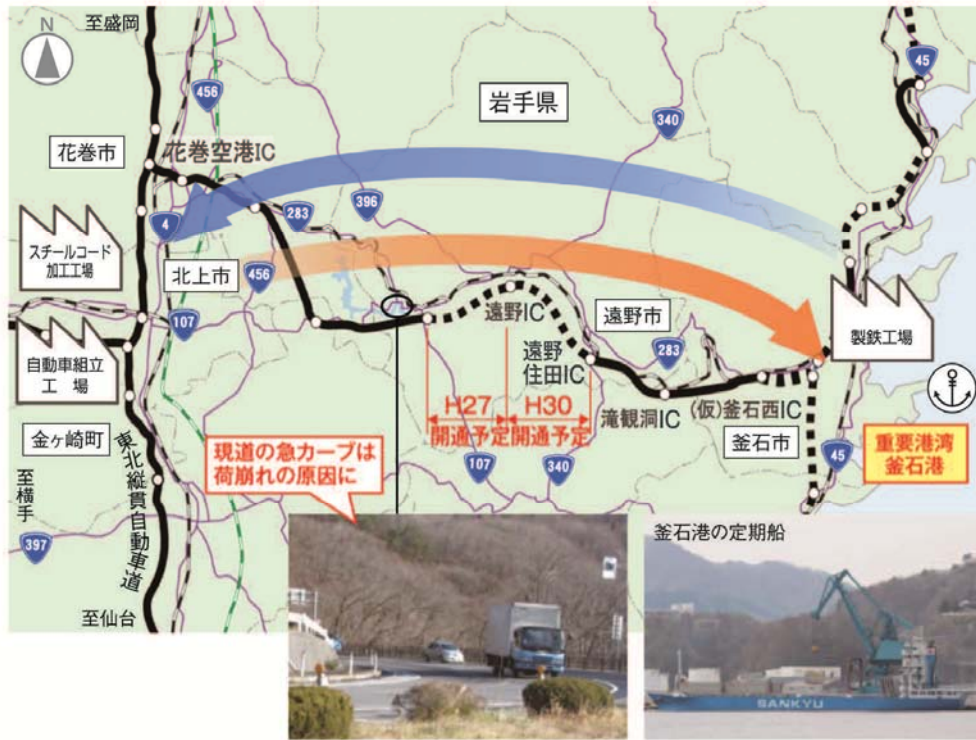 N
至盛岡
456
岩手県
340
45
花巻市
花巻空港IC
4
283
396
スチールコード
加工工場
北上市
456
107
遠野IC
遠野市
製鉄工場
自動車組立
工 場
遠野
住田IC
283
滝観洞IC
(仮)釜石西IC
H27
H30
開通予定
開通予定
金ヶ崎町
釜石市
重要港湾
釜石港
現道の急カーブは
荷崩れの原因に
107
340
45
至横手
東北縦貫自動車道
397
至仙台
釜石港の定期船
SANKYU